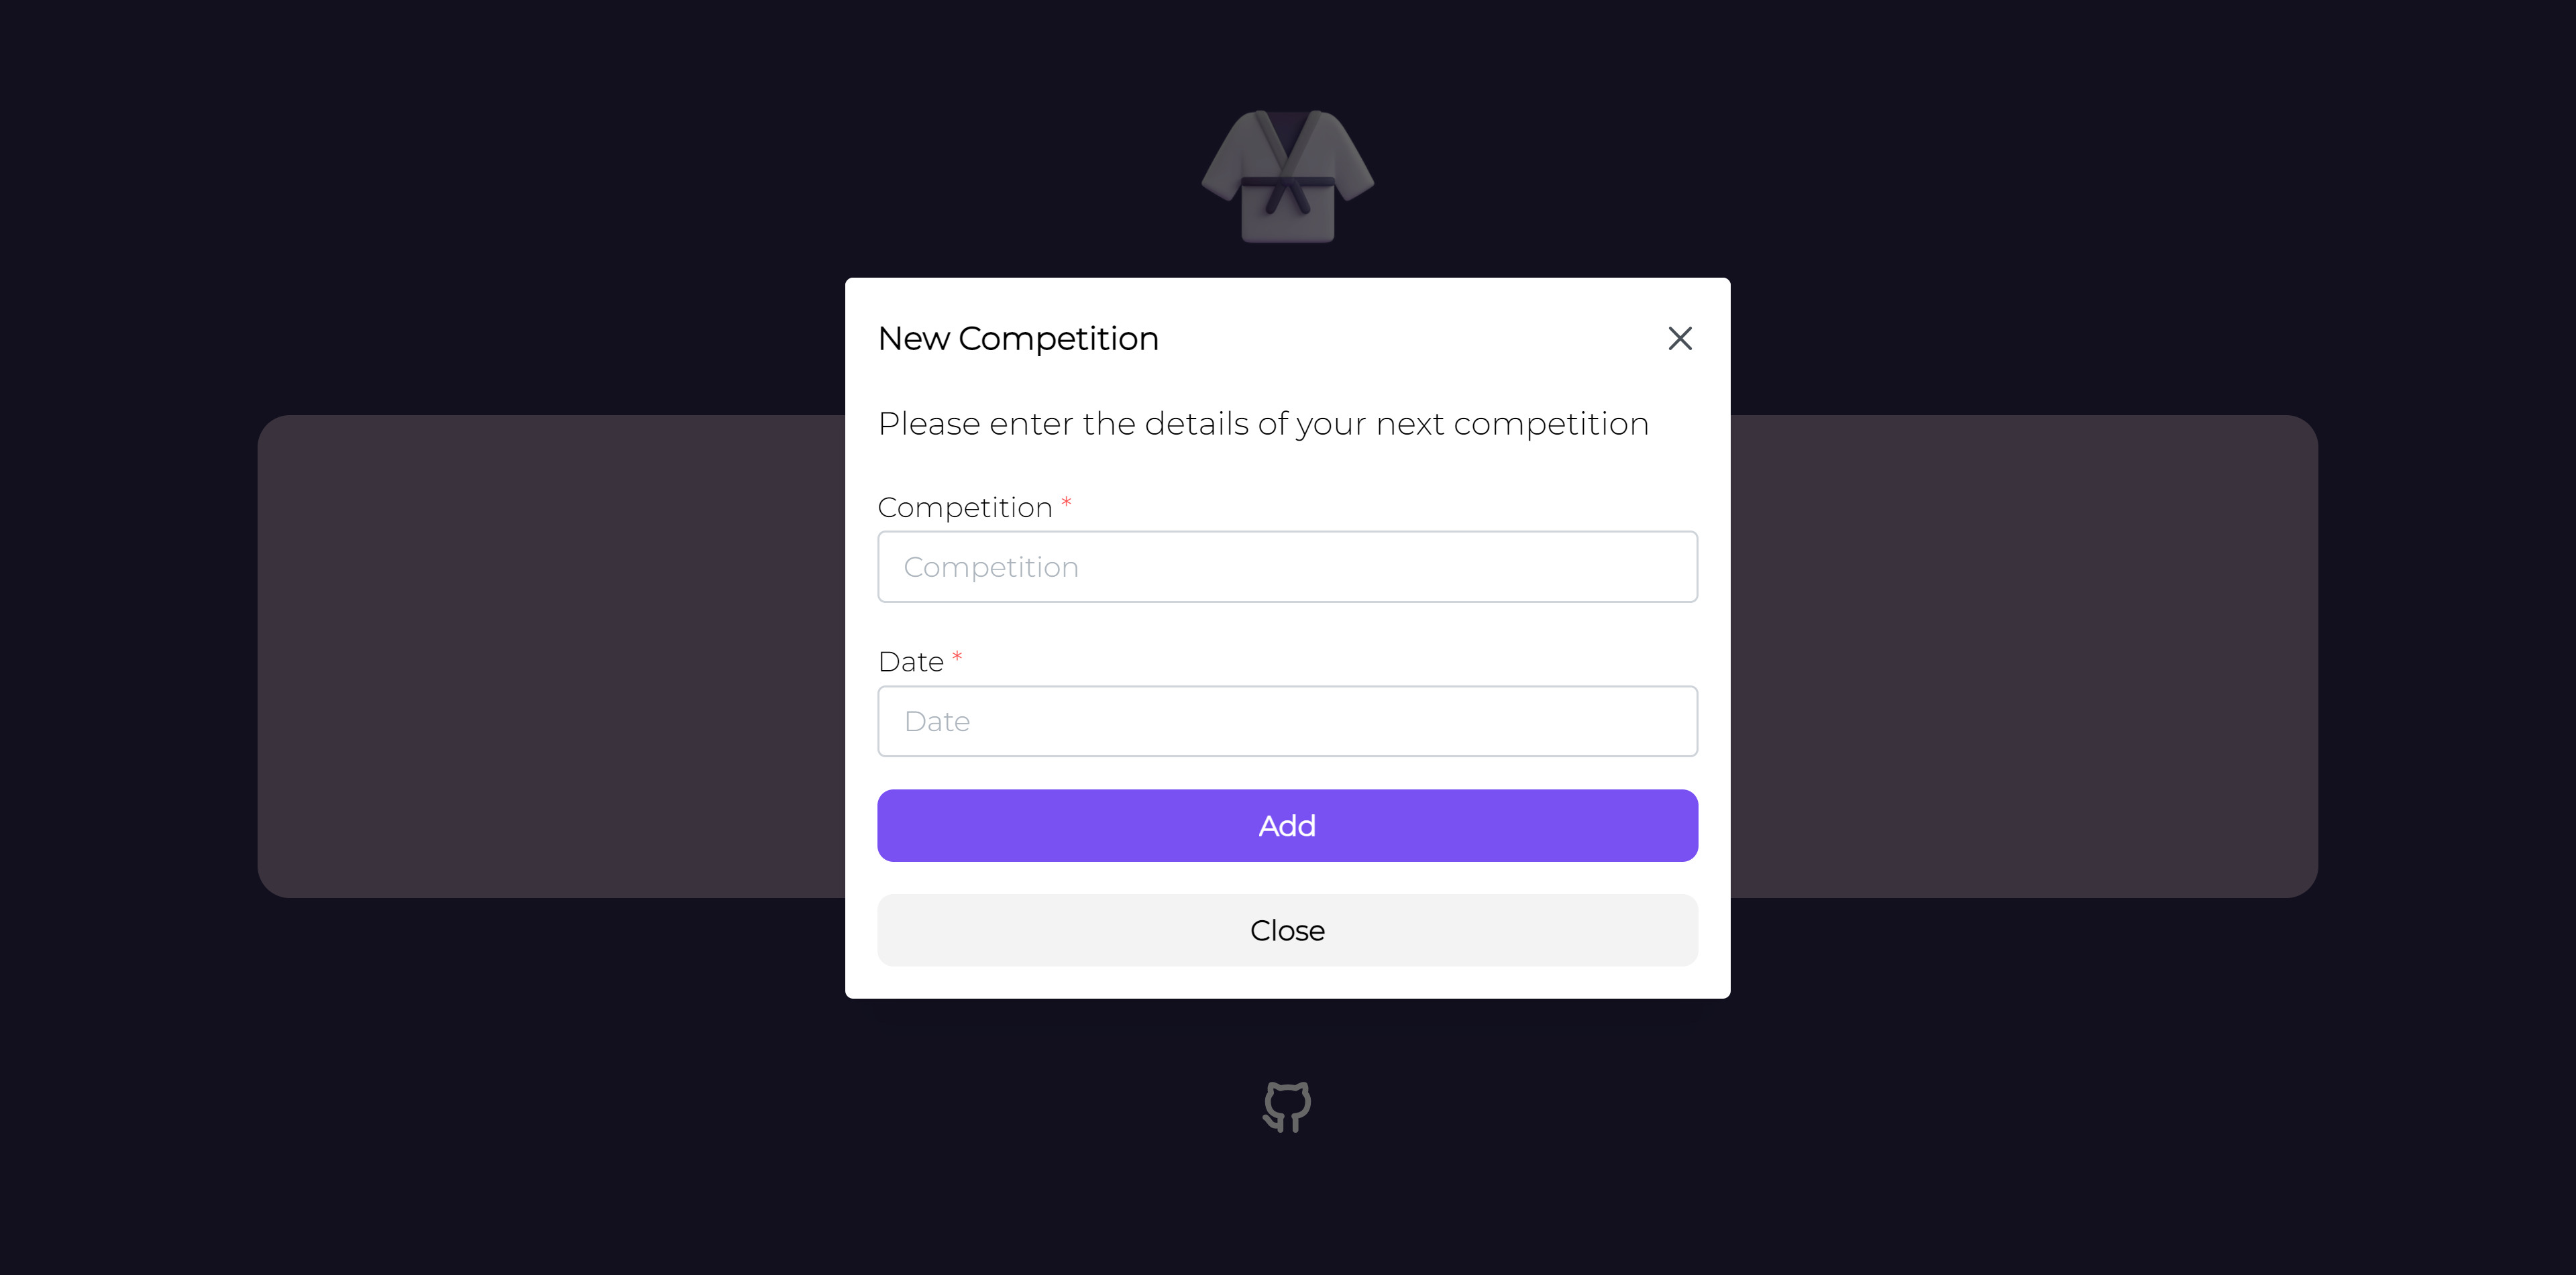 New Competition
Please enter the details of your next competition
Competition *
Competition
Date *
Date
Add
Close